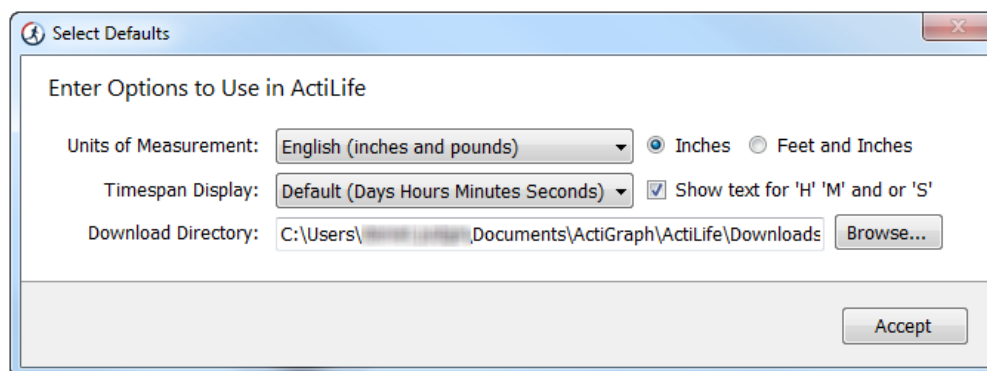 Select Defaults
Enter Options to Use in ActiLife
Units of Measurement: English (inches and pounds) Inches Feet and Inches
Timespan Display: Default (Days Hours Minutes Seconds) Show text for 'H' 'M' and or 'S'
Download Directory: C:\Users\ \Documents\ActiGraph\ActiLife\Downloads Browse...
Accept